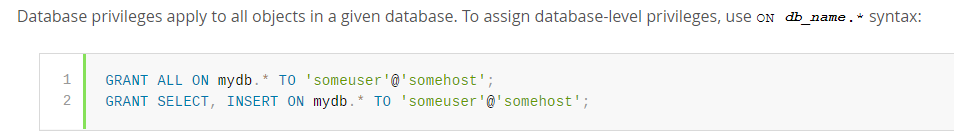 Database privileges apply to all objects in a given database. To assign database-level privileges, use ON db_name.* syntax:
1 GRANT ALL ON mydb.* TO 'someuser'@'somehost';
2 GRANT SELECT, INSERT ON mydb.* TO 'someuser'@'somehost';